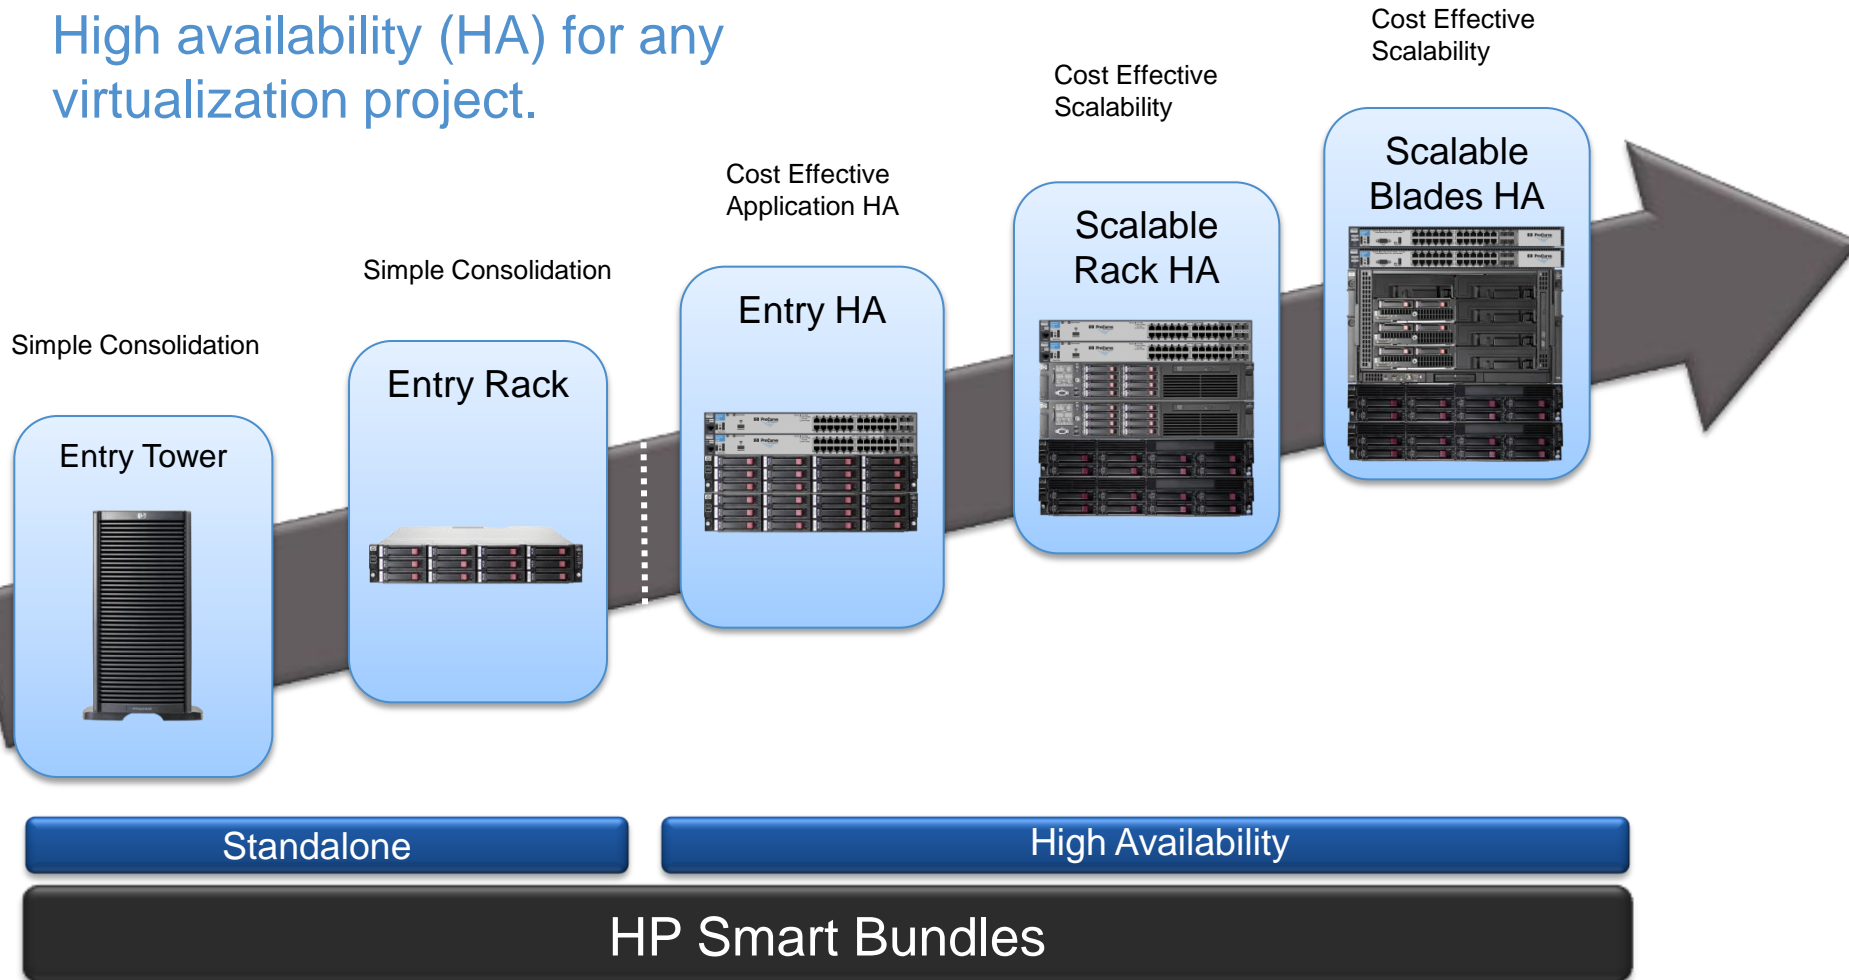 High availability (HA) for any
virtualization project.
Cost Effective
Scalability
Cost Effective
Scalability
Cost Effective
Application HA
Simple Consolidation
Simple Consolidation
Entry Tower
Entry Rack
Entry HA
Scalable
Rack HA
Scalable
Blades HA
Standalone
High Availability
HP Smart Bundles